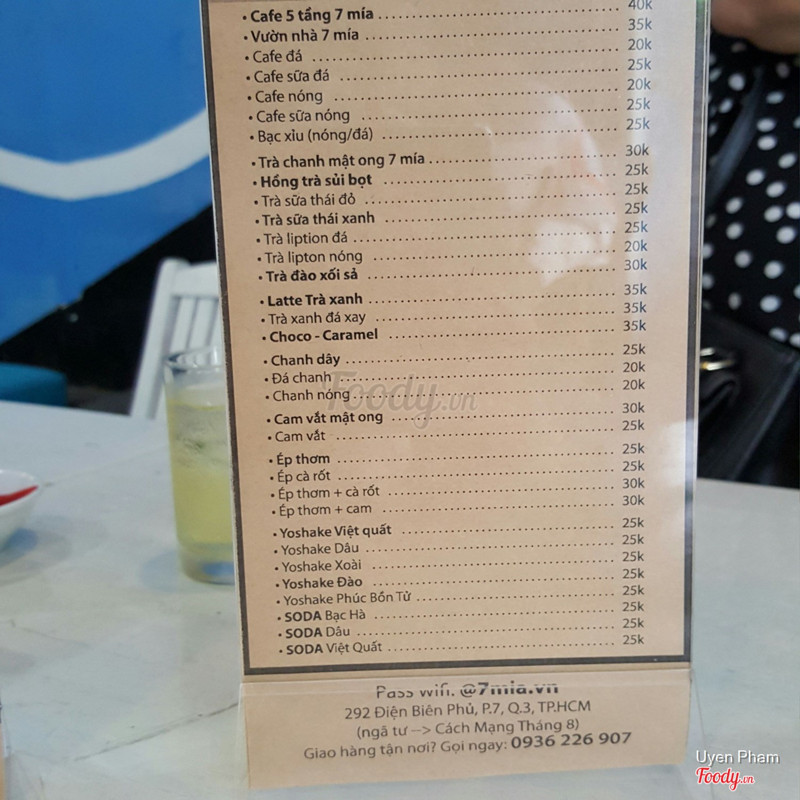 • Cafe 5 tầng 7 mía ........ 40k
• Vườn nhà 7 mía ........ 35k
• Cafe đá ........ 20k
• Cafe sữa đá ........ 25k
• Cafe nóng ........ 20k
• Cafe sữa nóng ........ 25k
• Bạc xỉu (nóng/đá) ........ 25k
• Trà chanh mật ong 7 mía ........ 30k
• Hồng trà sủi bọt ........ 25k
• Trà sữa thái đỏ ........ 25k
• Trà sữa thái xanh ........ 25k
• Trà liption đá ........ 25k
• Trà lipton nóng ........ 20k
• Trà đào xối sả ........ 30k
• Latte Trà xanh ........ 35k
• Trà xanh đá xay ........ 35k
• Choco - Caramel ........ 35k
• Chanh dây ........ 25k
• Đá chanh ........ 20k
• Chanh nóng ........ 20k
• Cam vắt mật ong ........ 30k
• Cam vắt ........ 25k
• Ép thơm ........ 25k
• Ép cà rốt ........ 25k
• Ép thơm + cà rốt ........ 30k
• Ép thơm + cam ........ 30k
• Yoshake Việt quất ........ 25k
• Yoshake Dâu ........ 25k
• Yoshake Xoài ........ 25k
• Yoshake Đào ........ 25k
• Yoshake Phúc Bồn Tử ........ 25k
• SODA Bạc Hà ........ 25k
• SODA Dâu ........ 25k
• SODA Việt Quất ........ 25k
Pass wifi. @7mia.vn
292 Điện Biên Phủ, P.7, Q.3, TP.HCM
(ngã tư --> Cách Mạng Tháng 8)
Giao hàng tận nơi? Gọi ngay: 0936 226 907
Foody.vn
Uyen Pham
Foody.vn